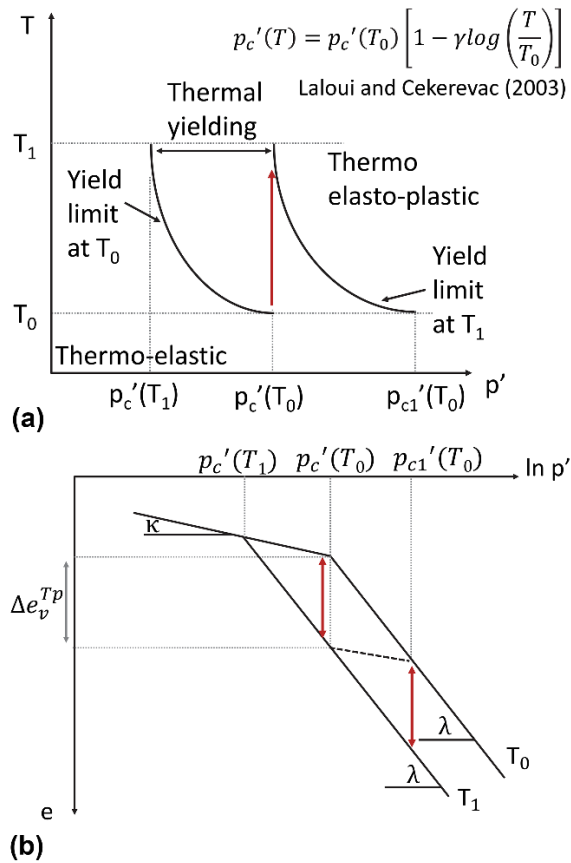 T
p_c'(T) = p_c'(T_0) [1 − γlog (T/T_0)]
Laloui and Cekerevac (2003)
Thermal
yielding
T_1
Thermo
elasto-plastic
Yield
limit
at T_0
Yield
limit
at T_1
T_0
Thermo-elastic
p_c'(T_1)
p_c'(T_0)
p_c1'(T_0)
p'
(a)
p_c'(T_1)
p_c'(T_0)
p_c1'(T_0)
ln p'
κ
Δe_v^Tp
λ
T_0
λ
T_1
e
(b)